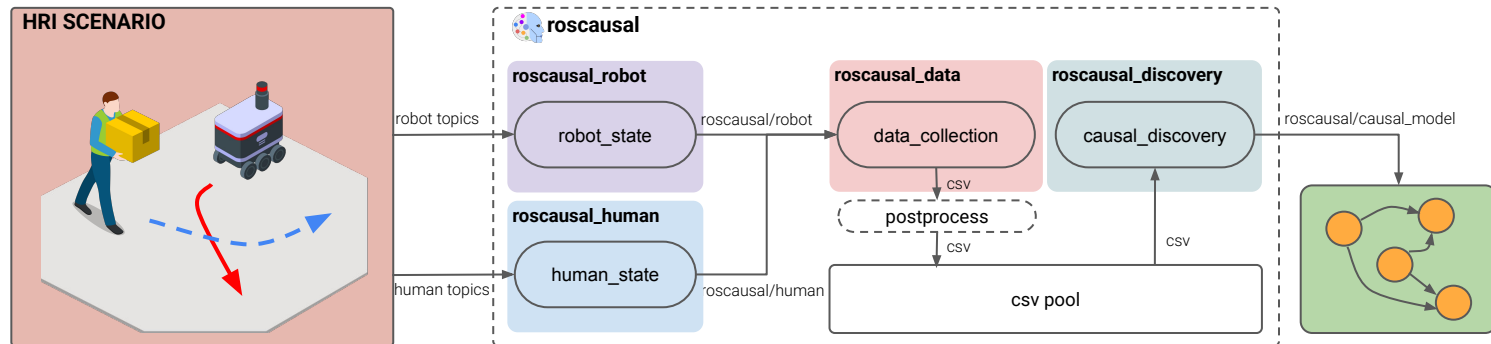 HRI SCENARIO
robot topics
human topics
roscausal
roscausal_robot
robot_state
roscausal/robot
roscausal_human
human_state
roscausal/human
roscausal_data
data_collection
csv
postprocess
csv
csv pool
roscausal_discovery
causal_discovery
csv
roscausal/causal_model